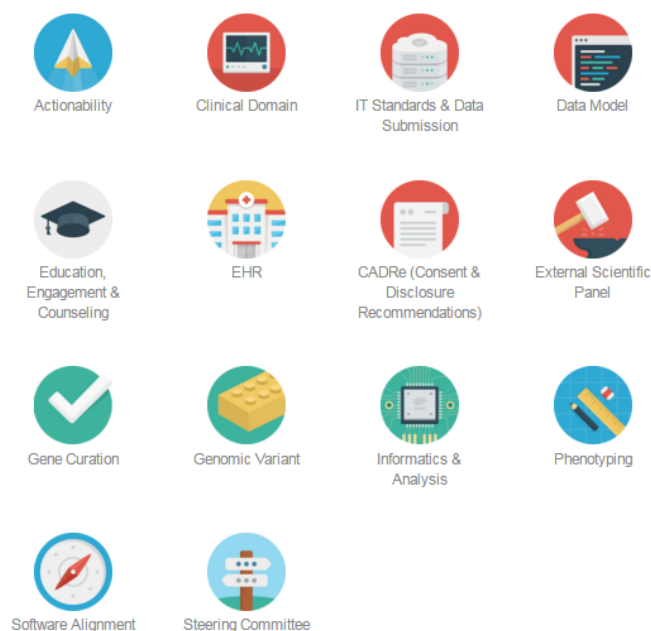 Actionability
Clinical Domain
IT Standards & Data
Submission
Data Model
Education,
Engagement &
Counseling
EHR
CADRe (Consent &
Disclosure
Recommendations)
External Scientific
Panel
Gene Curation
Genomic Variant
Informatics &
Analysis
Phenotyping
Software Alignment
Steering Committee